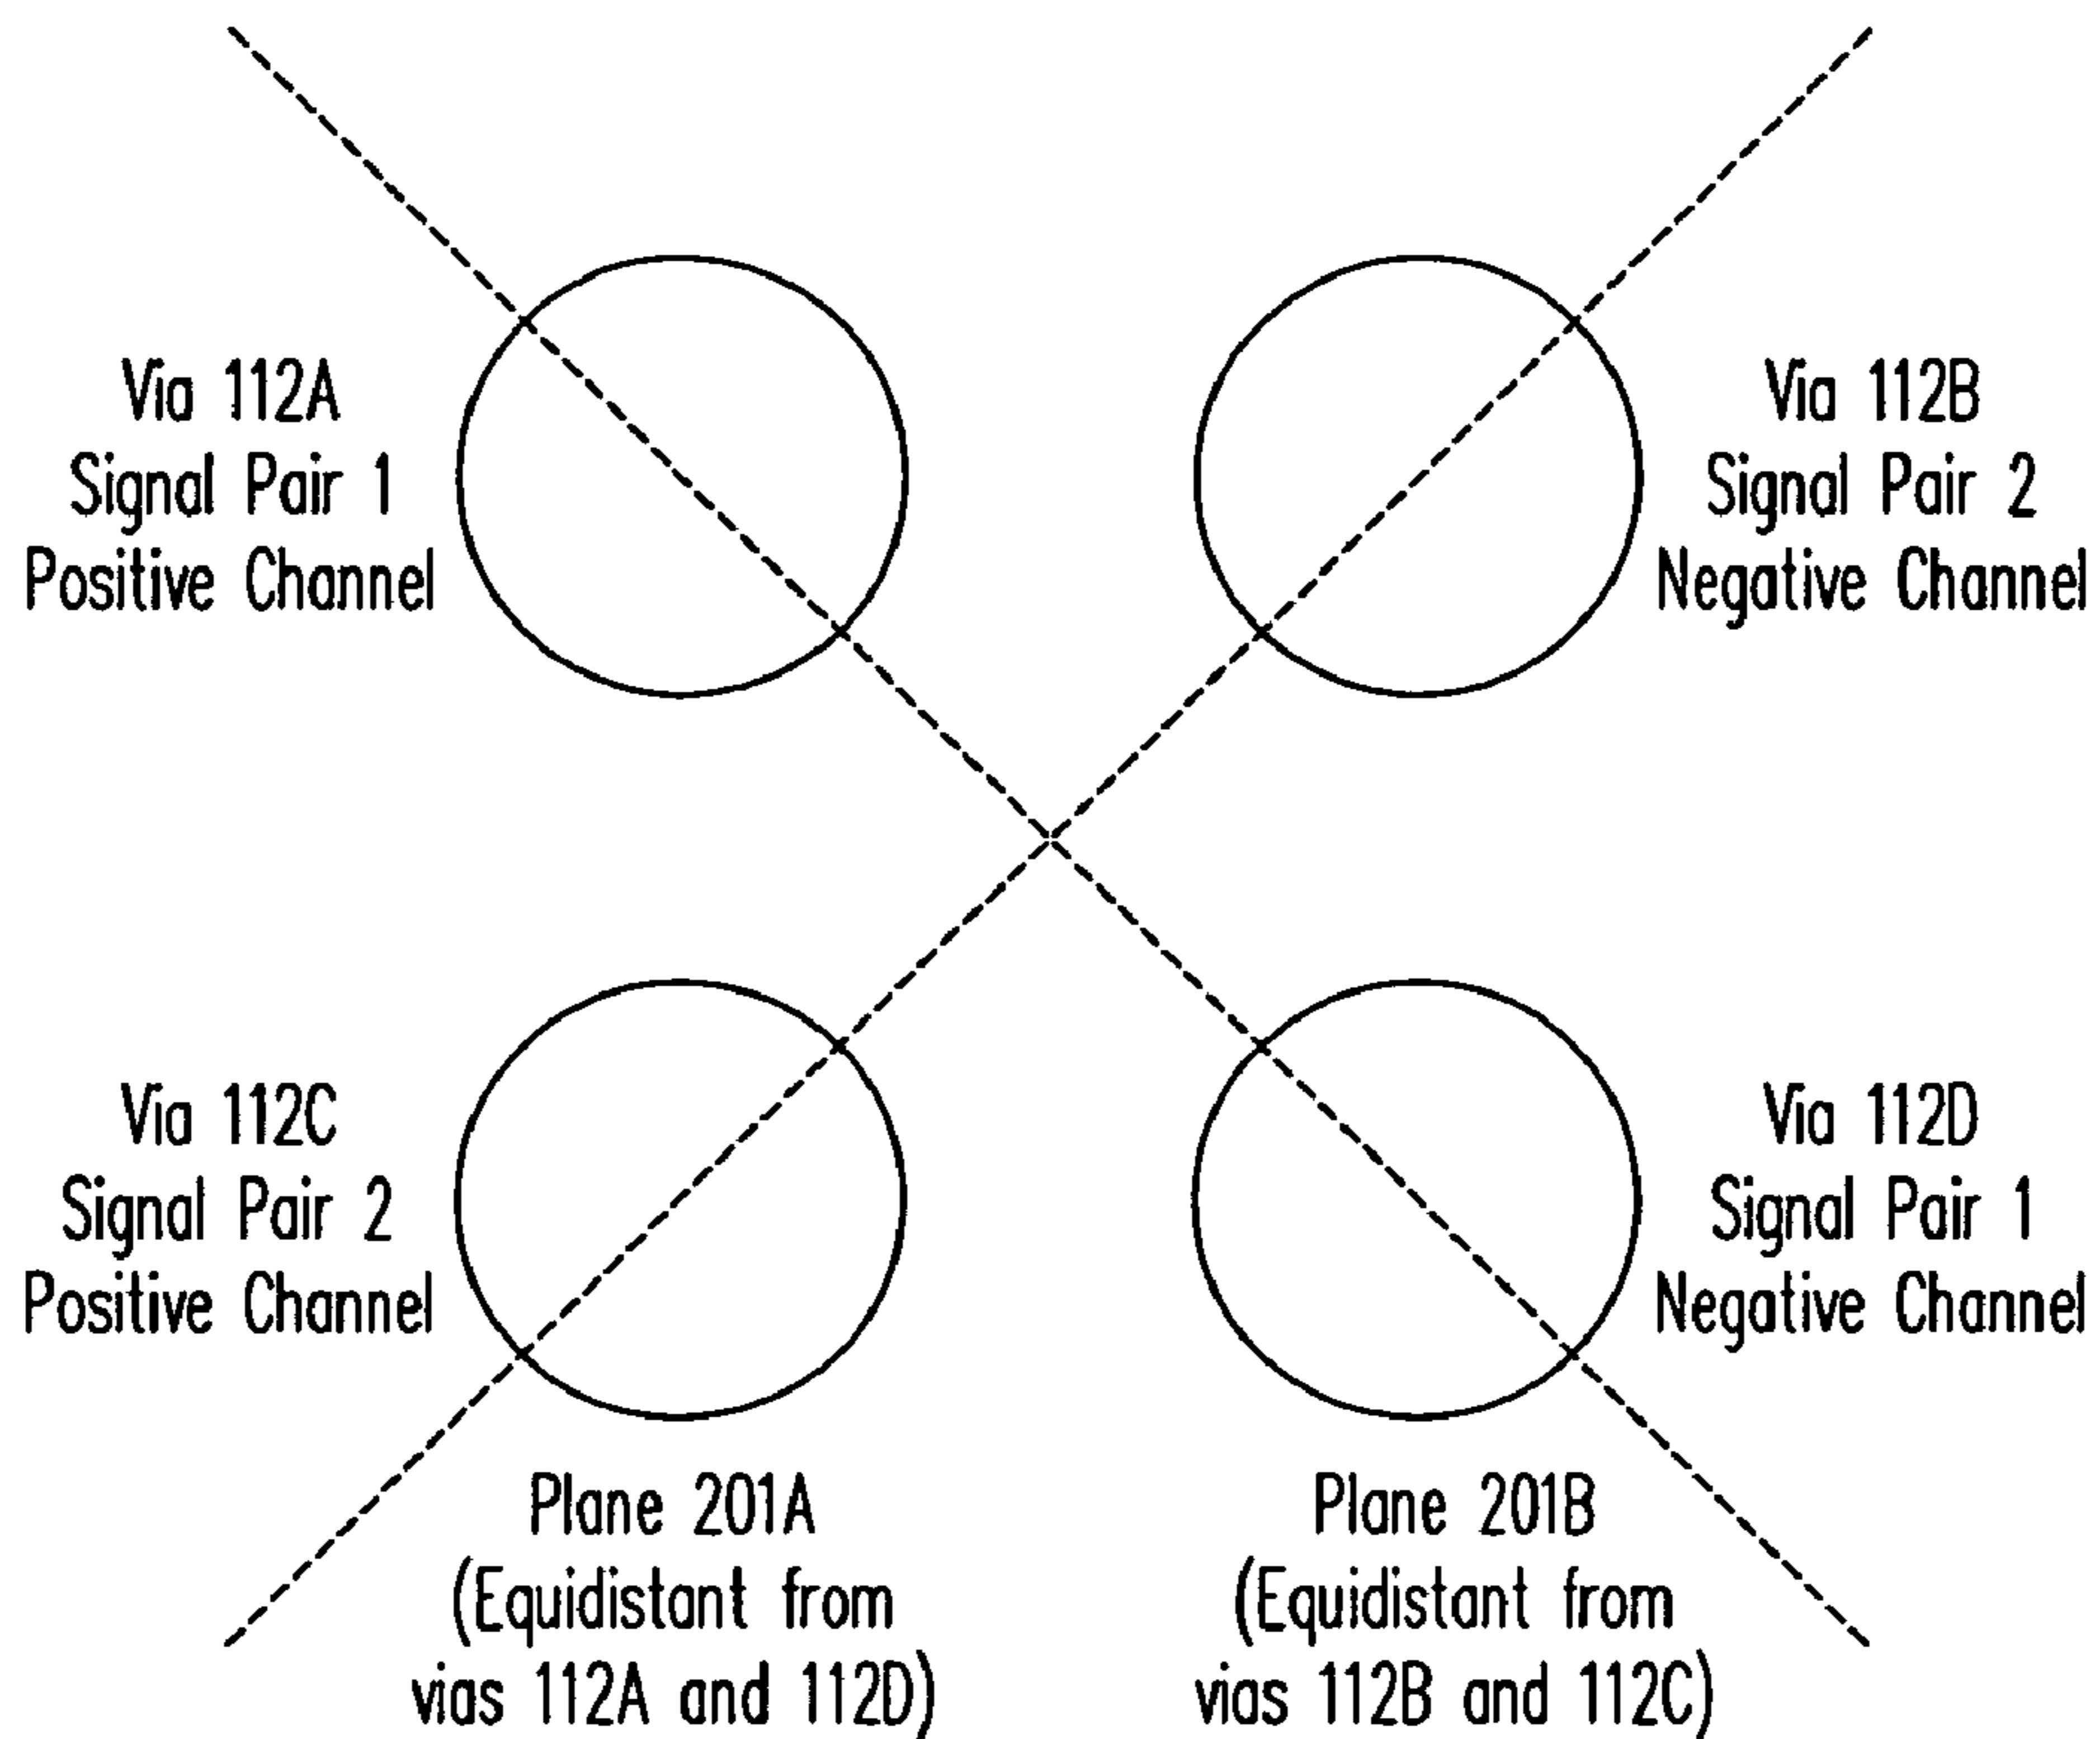 Via 112A
Signal Pair 1
Positive Channel
Via 112B
Signal Pair 2
Negative Channel
Via 112C
Signal Pair 2
Positive Channel
Via 112D
Signal Pair 1
Negative Channel
Plane 201A
(Equidistant from
vias 112A and 112D)
Plane 201B
(Equidistant from
vias 112B and 112C)